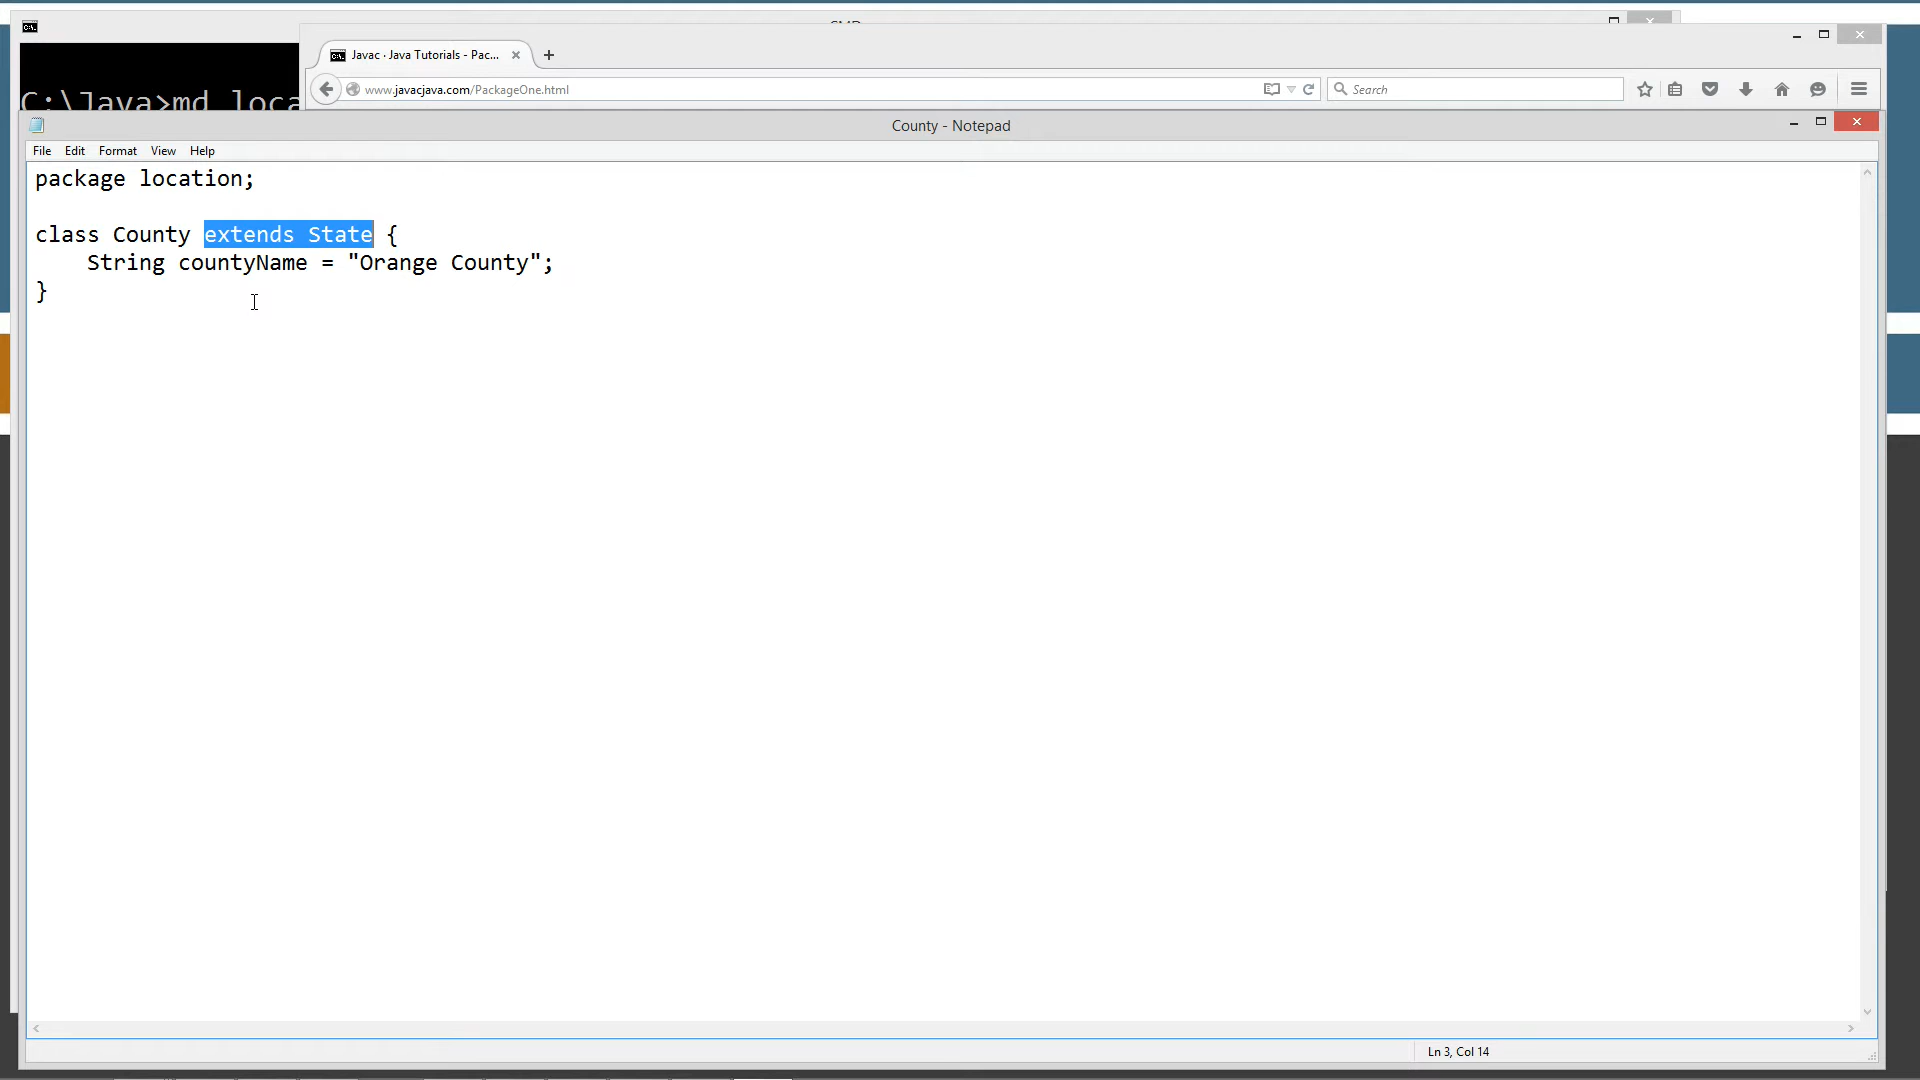 C:\Java>md loca
Javac · Java Tutorials - Pac...
www.javacjava.com/PackageOne.html
Search
County - Notepad
File Edit Format View Help
package location;
class County extends State {
String countyName = "Orange County";
}
Ln 3, Col 14